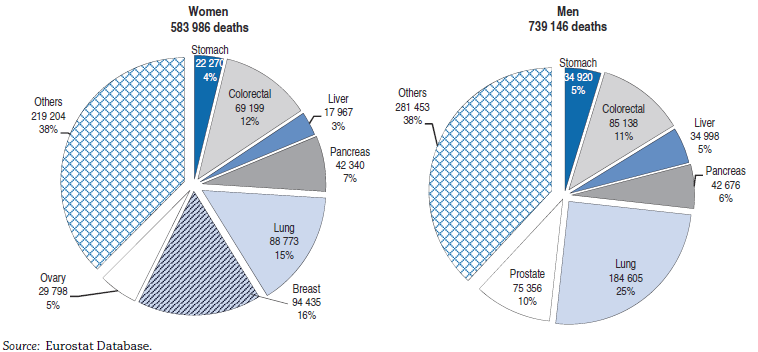 Women
583 986 deaths
Stomach
22 270
4%
Colorectal
69 199
12%
Liver
17 967
3%
Pancreas
42 340
7%
Lung
88 773
15%
Breast
94 435
16%
Ovary
29 798
5%
Others
219 204
38%
Men
739 146 deaths
Stomach
34 920
5%
Colorectal
85 138
11%
Liver
34 998
5%
Pancreas
42 676
6%
Lung
184 605
25%
Prostate
75 356
10%
Others
281 453
38%
Source: Eurostat Database.